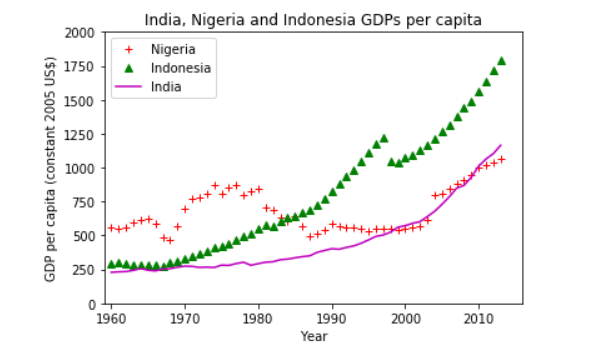 India, Nigeria and Indonesia GDPs per capita
GDP per capita (constant 2005 US$)
2000
1750
1500
1250
1000
750
500
250
0
Nigeria
Indonesia
India
1960
1970
1980
1990
2000
2010
Year